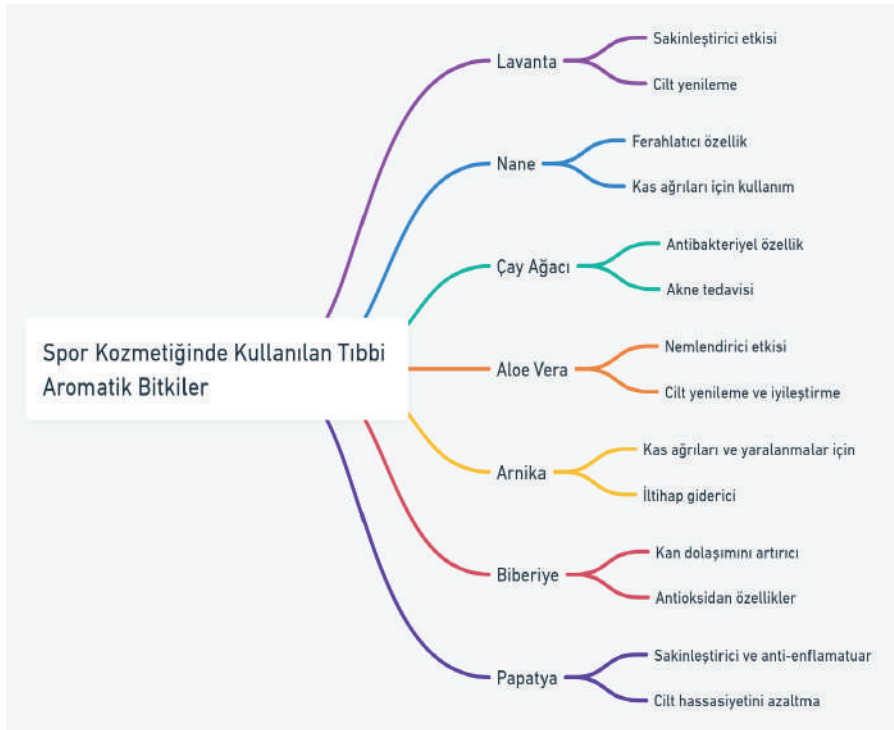 Spor Kozmetiğinde Kullanılan Tıbbi
Aromatik Bitkiler
Lavanta
Sakinleştirici etkisi
Cilt yenileme
Nane
Ferahlatıcı özellik
Kas ağrıları için kullanım
Çay Ağacı
Antibakteriyel özellik
Akne tedavisi
Aloe Vera
Nemlendirici etkisi
Cilt yenileme ve iyileştirme
Arnika
Kas ağrıları ve yaralanmalar için
İltihap giderici
Biberiye
Kan dolaşımını artırıcı
Antioksidan özellikler
Papatya
Sakinleştirici ve anti-enflamatuar
Cilt hassasiyetini azaltma